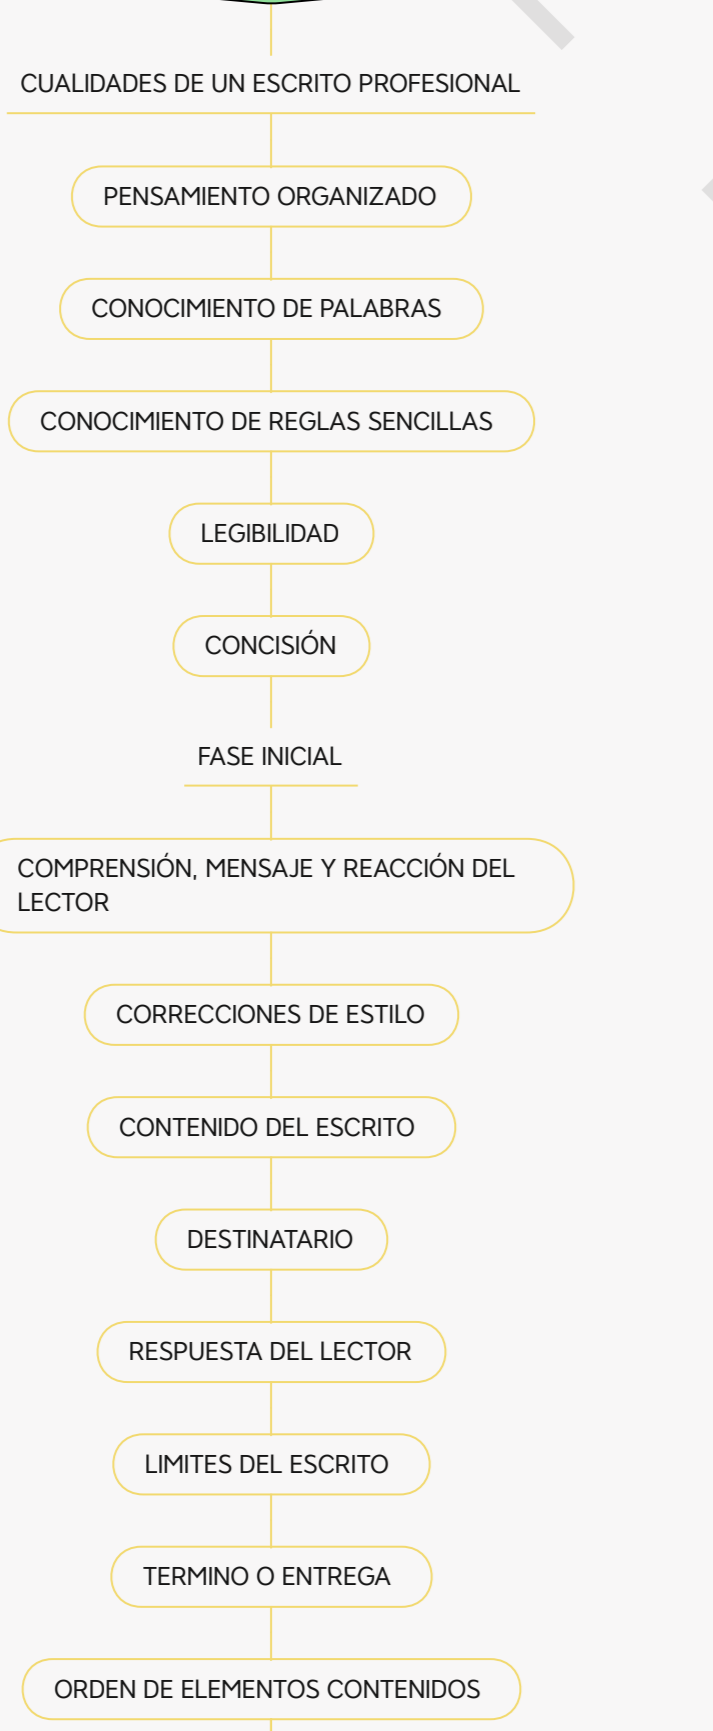 CUALIDADES DE UN ESCRITO PROFESIONAL
PENSAMIENTO ORGANIZADO
CONOCIMIENTO DE PALABRAS
CONOCIMIENTO DE REGLAS SENCILLAS
LEGIBILIDAD
CONCISIÓN
FASE INICIAL
COMPRENSIÓN, MENSAJE Y REACCIÓN DEL
LECTOR
CORRECCIONES DE ESTILO
CONTENIDO DEL ESCRITO
DESTINATARIO
RESPUESTA DEL LECTOR
LIMITES DEL ESCRITO
TERMINO O ENTREGA
ORDEN DE ELEMENTOS CONTENIDOS